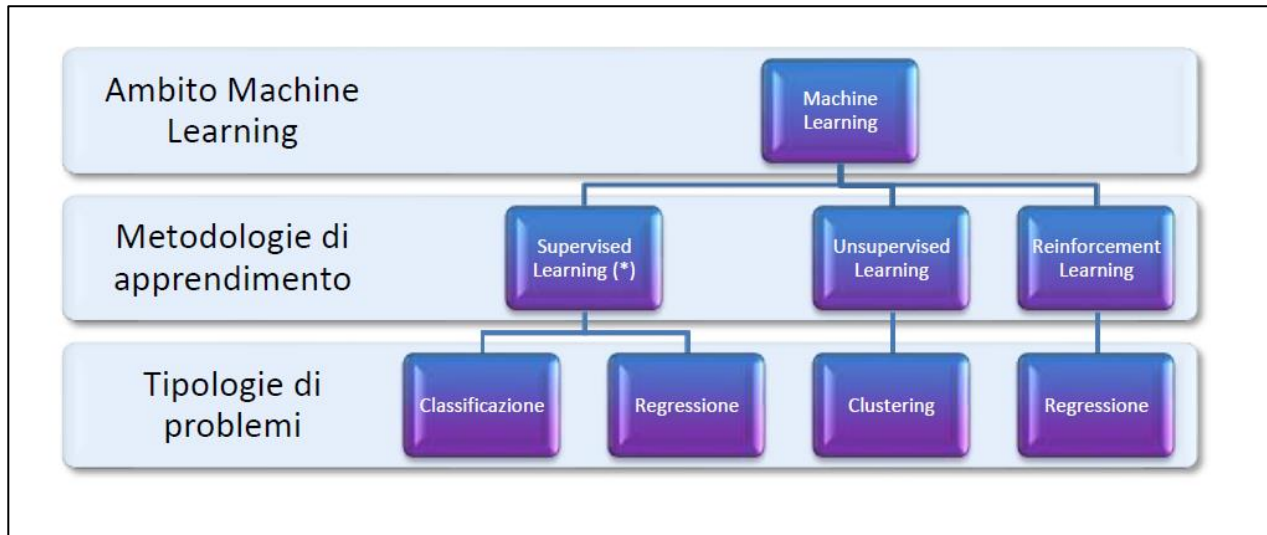 Ambito Machine
Learning
Machine
Learning
Metodologie di
apprendimento
Supervised
Learning (*)
Unsupervised
Learning
Reinforcement
Learning
Tipologie di
problemi
Classificazione
Regressione
Clustering
Regressione